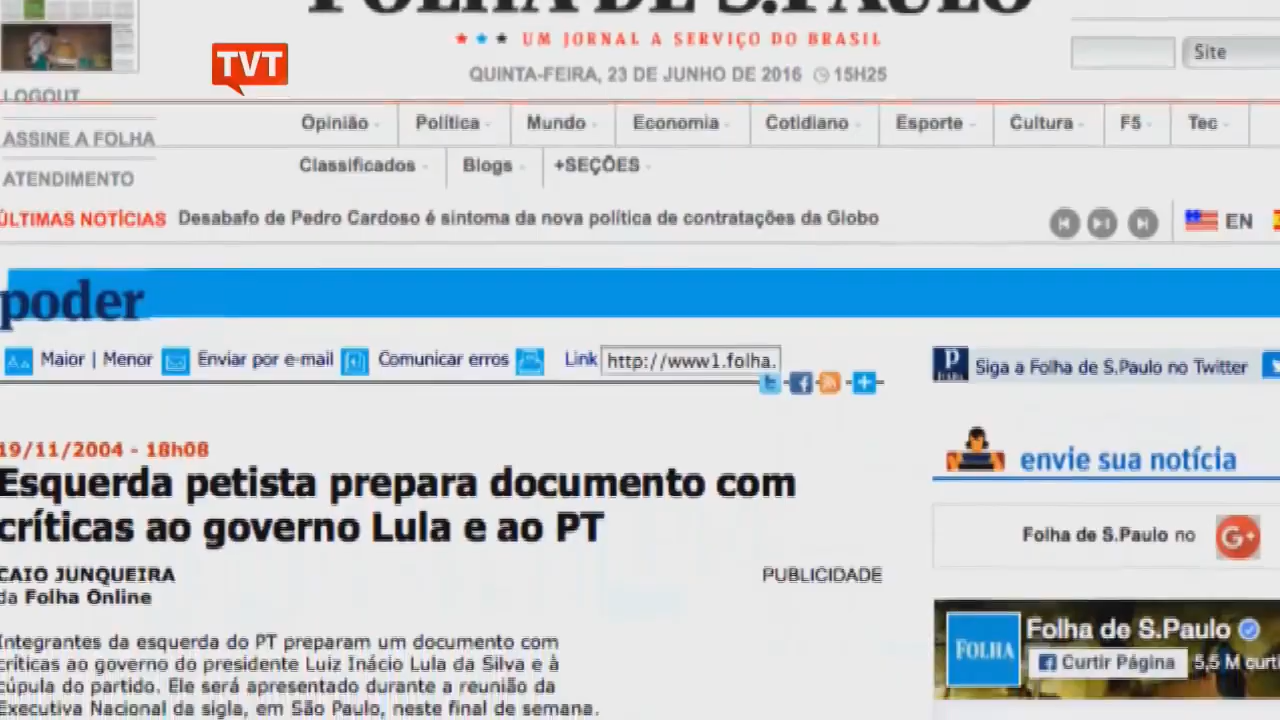 FOLHA DE S.PAULO
TVT
★ ★ ★ UM JORNAL A SERVIÇO DO BRASIL
Site
QUINTA-FEIRA, 23 DE JUNHO DE 2016 15H25
LOGOUT
ASSINE A FOLHA
ATENDIMENTO
Opinião Política Mundo Economia Cotidiano Esporte Cultura F5 Tec
Classificados Blogs +SEÇÕES
ÚLTIMAS NOTÍCIAS Desabafo de Pedro Cardoso é sintoma da nova política de contratações da Globo
EN
poder
Maior | Menor Enviar por e-mail Comunicar erros Link http://www1.folha.
Siga a Folha de S.Paulo no Twitter
19/11/2004 - 18h08
Esquerda petista prepara documento com
críticas ao governo Lula e ao PT
envie sua notícia
Folha de S.Paulo no G+
CAIO JUNQUEIRA
da Folha Online
PUBLICIDADE
Integrantes da esquerda do PT preparam um documento com
críticas ao governo do presidente Luiz Inácio Lula da Silva e à
cúpula do partido. Ele será apresentado durante a reunião da
Executiva Nacional da sigla, em São Paulo, neste final de semana.
FOLHA
Folha de S.Paulo
Curtir Página 5,5 M curti